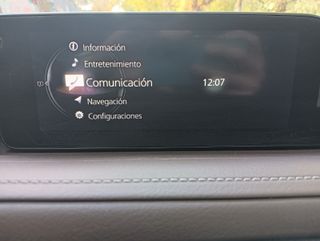 Información
Entretenimiento
Comunicación
12:07
Navegación
Configuraciones